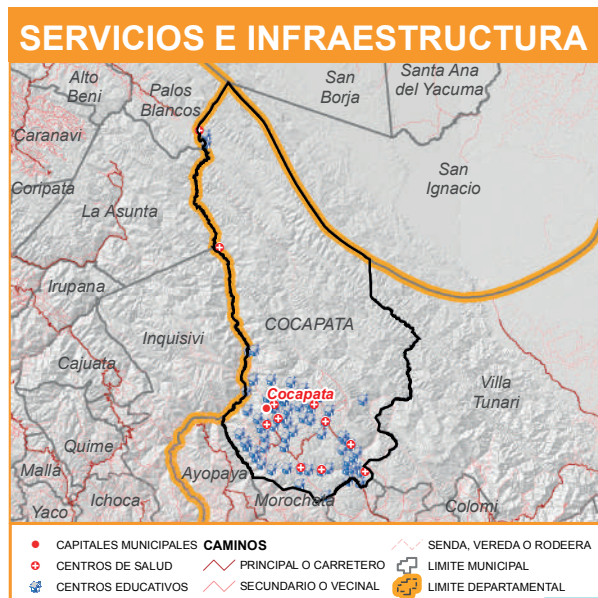 SERVICIOS E INFRAESTRUCTURA
Alto
Beni
Palos
Blancos
San
Borja
Santa Ana
del Yacuma
Caranavi
Coripata
La Asunta
San
Ignacio
Irupana
Inquisivi
COCAPATA
Cajuata
Cocapata
Villa
Tunari
Quime
Malla
Ayopaya
Yaco
Ichoca
Morochata
Colomi
CAPITALES MUNICIPALES
CENTROS DE SALUD
CENTROS EDUCATIVOS
CAMINOS
PRINCIPAL O CARRETERO
SECUNDARIO O VECINAL
SENDA, VEREDA O RODEERA
LIMITE MUNICIPAL
LIMITE DEPARTAMENTAL